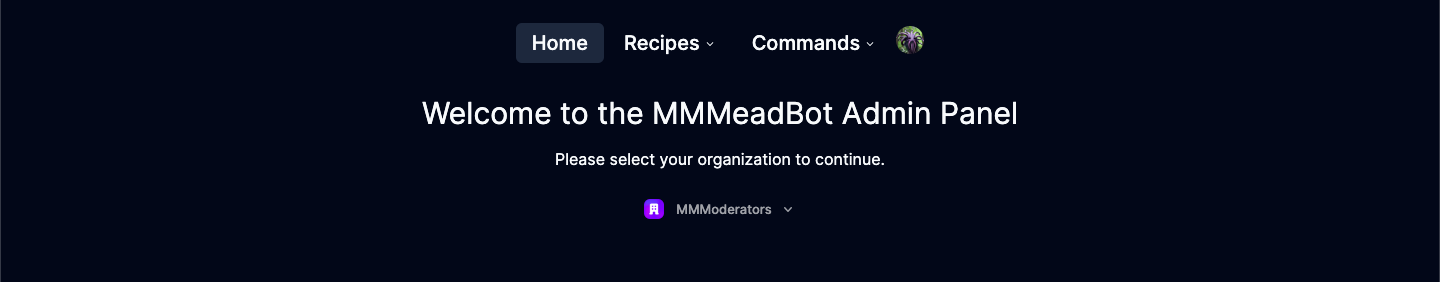 Home Recipes Commands
Welcome to the MMMeadBot Admin Panel
Please select your organization to continue.
MMModerators